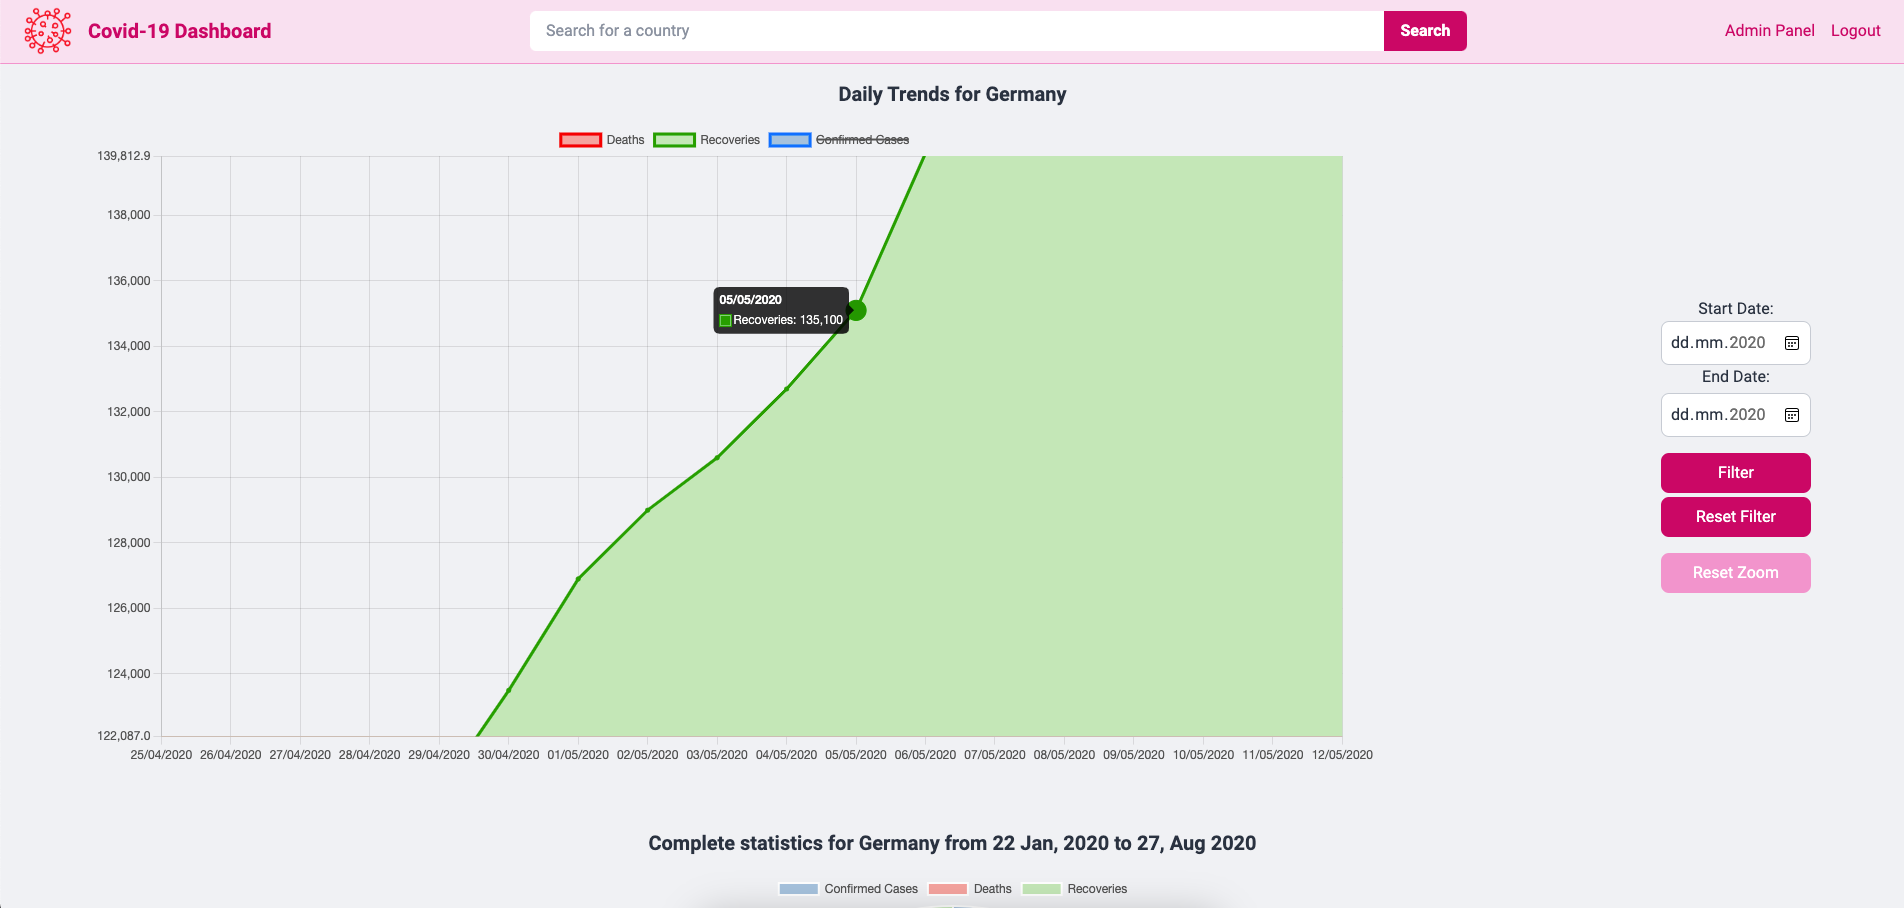 Covid-19 Dashboard
Search for a country
Search
Admin Panel
Logout
Daily Trends for Germany
Deaths
Recoveries
Confirmed Cases
139,812.9
138,000
136,000
134,000
132,000
130,000
128,000
126,000
124,000
122,087.0
05/05/2020
Recoveries: 135,100
25/04/2020 26/04/2020 27/04/2020 28/04/2020 29/04/2020 30/04/2020 01/05/2020 02/05/2020 03/05/2020 04/05/2020 05/05/2020 06/05/2020 07/05/2020 08/05/2020 09/05/2020 10/05/2020 11/05/2020 12/05/2020
Start Date:
dd.mm.2020
End Date:
dd.mm.2020
Filter
Reset Filter
Reset Zoom
Complete statistics for Germany from 22 Jan, 2020 to 27, Aug 2020
Confirmed Cases
Deaths
Recoveries